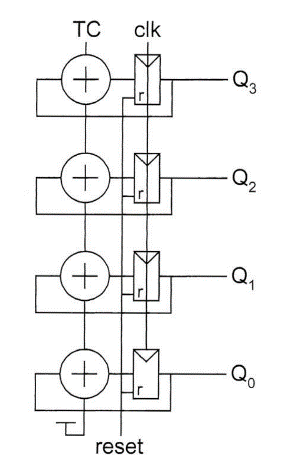 TC clk
+ r Q3
+ r Q2
+ r Q1
+ r Q0
reset